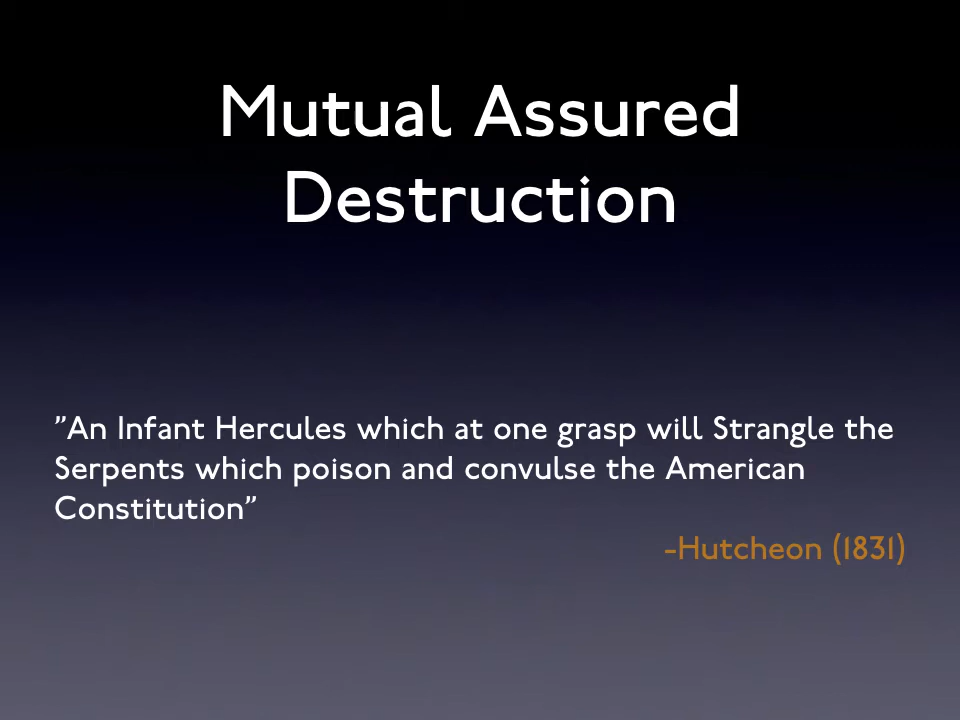 Mutual Assured
Destruction
”An Infant Hercules which at one grasp will Strangle the
Serpents which poison and convulse the American
Constitution”
-Hutcheon (1831)